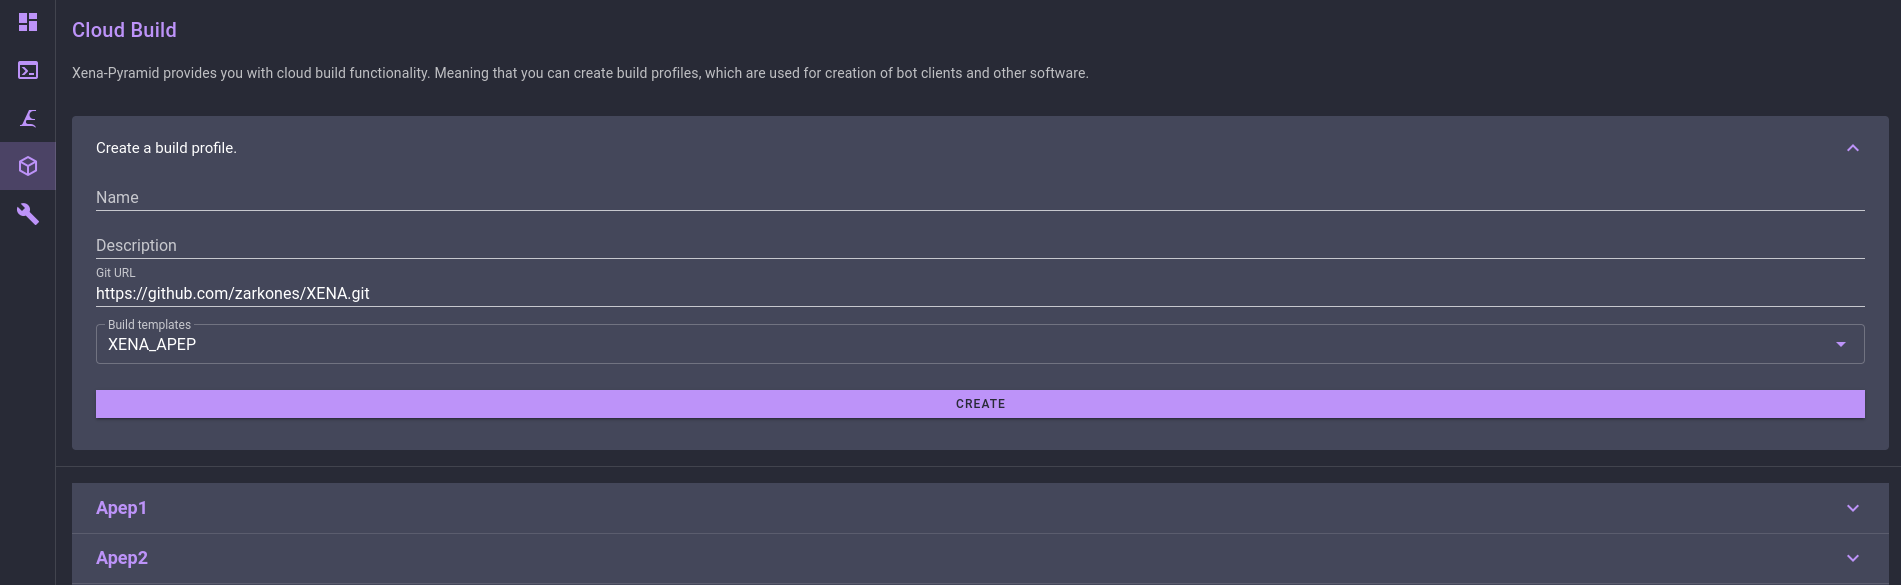 Cloud Build
Xena-Pyramid provides you with cloud build functionality. Meaning that you can create build profiles, which are used for creation of bot clients and other software.
Create a build profile.
Name
Description
Git URL
https://github.com/zarkones/XENA.git
Build templates
XENA_APEP
CREATE
Apep1
Apep2